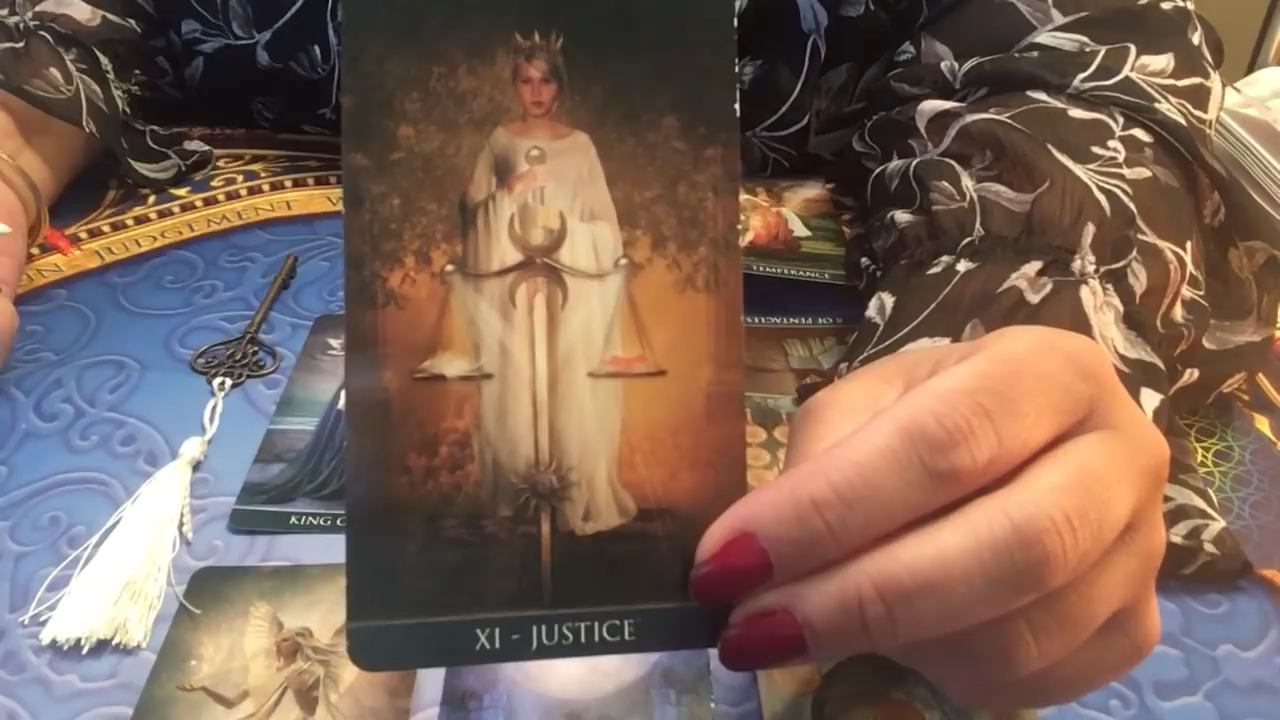 JUDGEMENT
TEMPERANCE
OF PENTACLES
KING
XI - JUSTICE